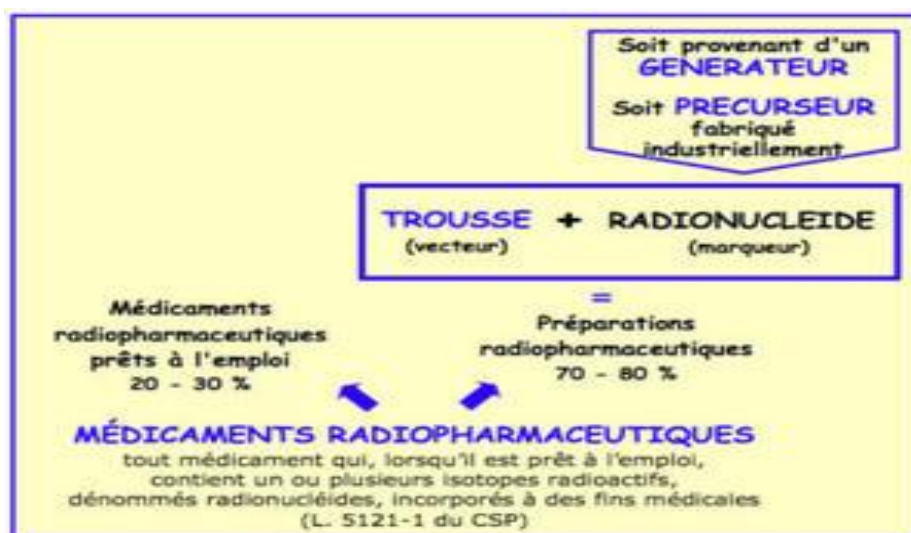 Soit provenant d'un
GENERATEUR
Soit PRECURSEUR
fabriqué
industriellement
TROUSSE + RADIONUCLEIDE
(vecteur) (marqueur)
=
Médicaments
radiopharmaceutiques
prêts à l'emploi
20 - 30 %
Préparations
radiopharmaceutiques
70 - 80 %
MÉDICAMENTS RADIOPHARMACEUTIQUES
tout médicament qui, lorsqu'il est prêt à l'emploi,
contient un ou plusieurs isotopes radioactifs,
dénommés radionucléides, incorporés à des fins médicales
(L. 5121-1 du CSP)